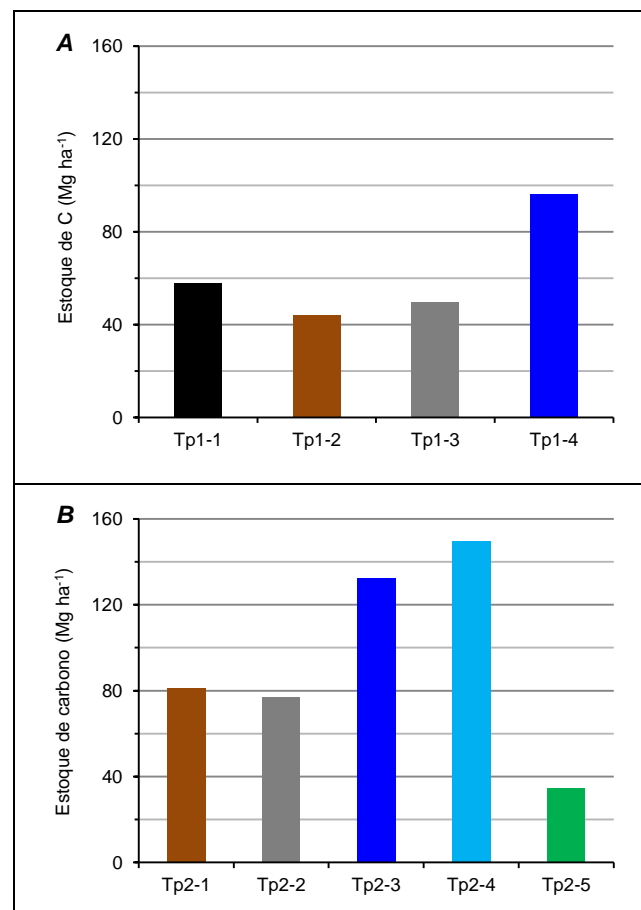 A
160
120
80
40
0
Estoque de C (Mg ha⁻¹)
Tp1-1 Tp1-2 Tp1-3 Tp1-4
B
160
120
80
40
0
Estoque de carbono (Mg ha⁻¹)
Tp2-1 Tp2-2 Tp2-3 Tp2-4 Tp2-5